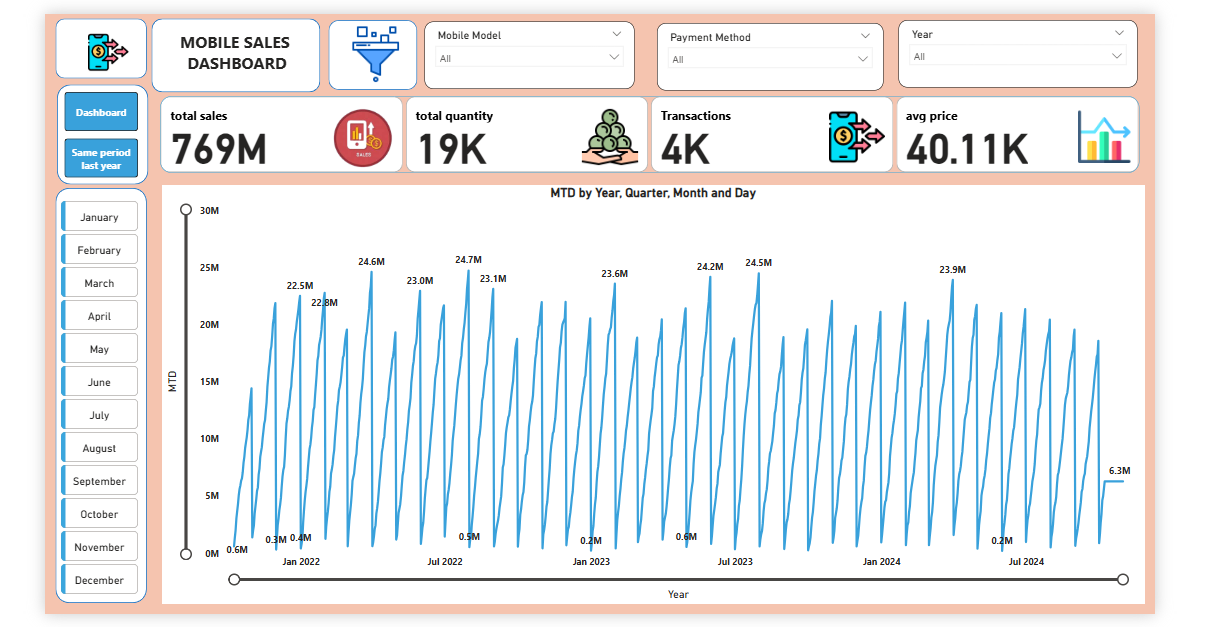 MOBILE SALES
DASHBOARD
Mobile Model
All
Payment Method
All
Year
All
Dashboard
Same period
last year
total sales
769M
SALES
total quantity
19K
Transactions
4K
avg price
40.11K
January
February
March
April
May
June
July
August
September
October
November
December
MTD by Year, Quarter, Month and Day
30M
25M
20M
15M
10M
5M
0M
MTD
0.6M
0.3M
0.4M
22.5M
22.8M
24.6M
23.0M
24.7M
0.5M
23.1M
0.2M
23.6M
0.6M
24.2M
24.5M
23.9M
0.2M
6.3M
Jan 2022
Jul 2022
Jan 2023
Jul 2023
Jan 2024
Jul 2024
Year